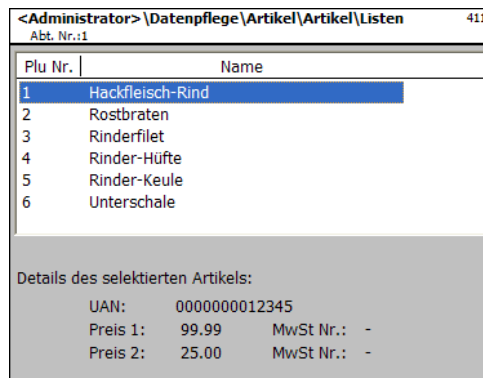 <Administrator>\Datenpflege\Artikel\Artikel\Listen 411
Abt. Nr.:1
Plu Nr. Name
1 Hackfleisch-Rind
2 Rostbraten
3 Rinderfilet
4 Rinder-Hüfte
5 Rinder-Keule
6 Unterschale
Details des selektierten Artikels:
UAN: 0000000012345
Preis 1: 99.99 MwSt Nr.: -
Preis 2: 25.00 MwSt Nr.: -